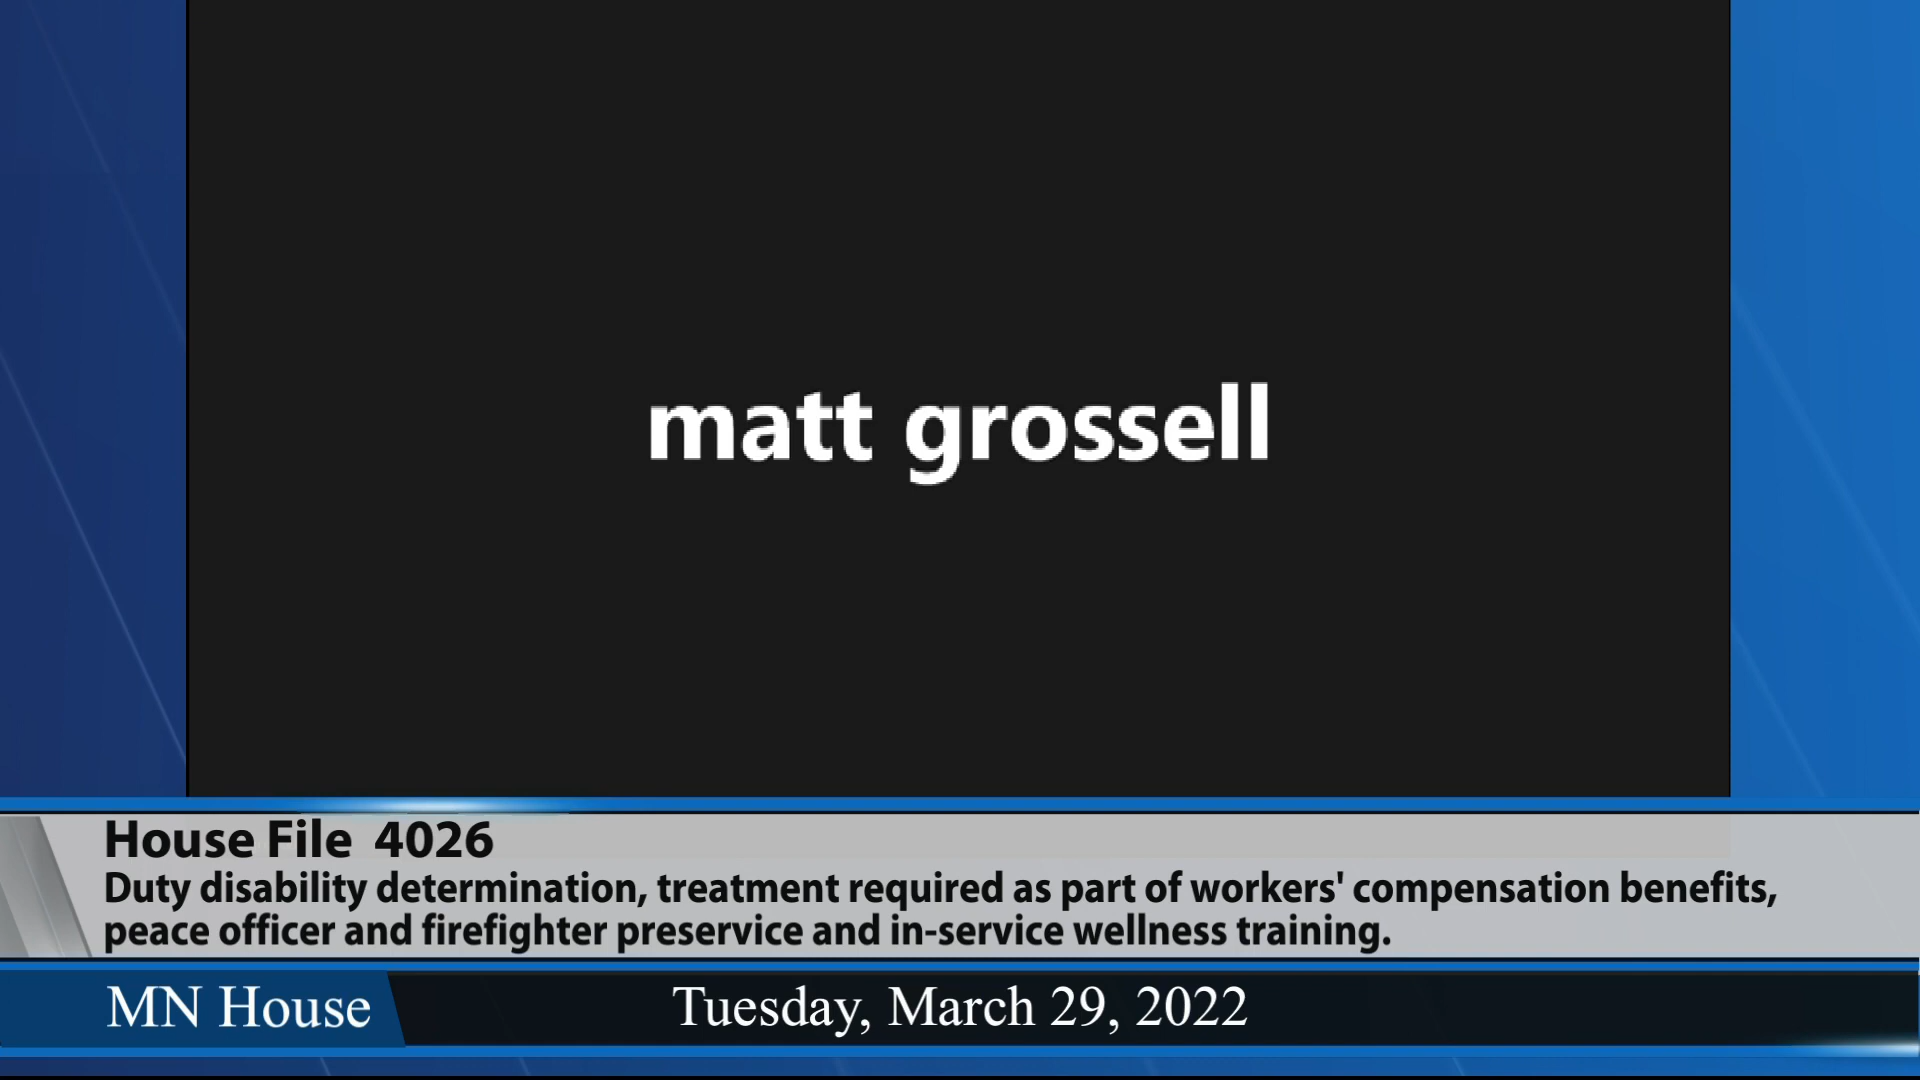 matt grossell
House File 4026
Duty disability determination, treatment required as part of workers' compensation benefits,
peace officer and firefighter preservice and in-service wellness training.
MN House
Tuesday, March 29, 2022